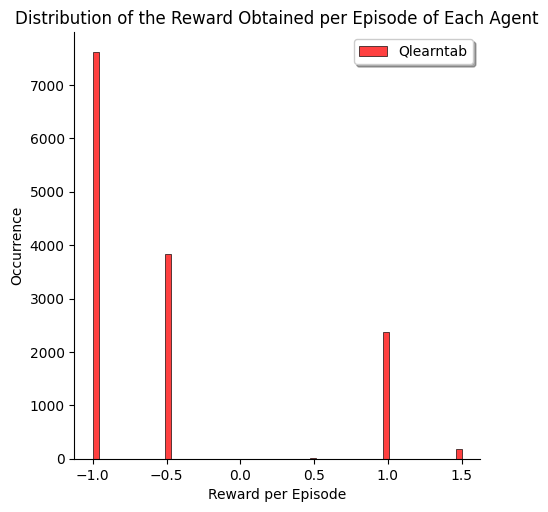 Distribution of the Reward Obtained per Episode of Each Agent
Qlearntab
7000
6000
5000
4000
3000
2000
1000
0
Occurrence
−1.0 −0.5 0.0 0.5 1.0 1.5
Reward per Episode